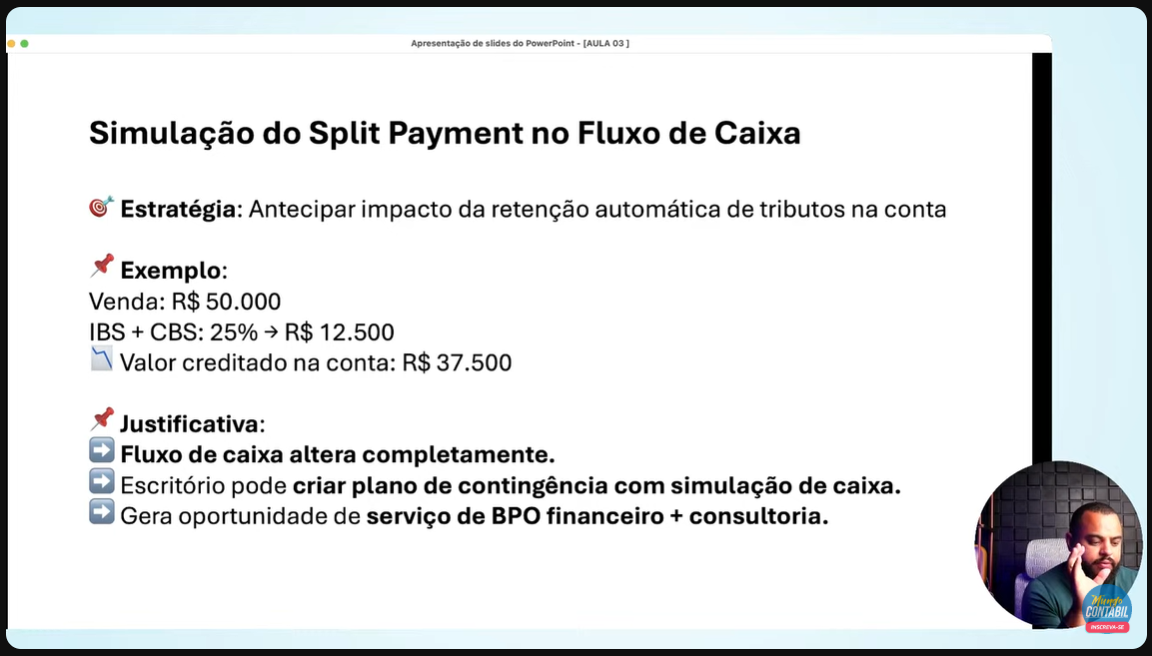 Apresentação de slides do PowerPoint - [AULA 03 ]
Simulação do Split Payment no Fluxo de Caixa
Estratégia: Antecipar impacto da retenção automática de tributos na conta
Exemplo:
Venda: R$ 50.000
IBS + CBS: 25% → R$ 12.500
Valor creditado na conta: R$ 37.500
Justificativa:
Fluxo de caixa altera completamente.
Escritório pode criar plano de contingência com simulação de caixa.
Gera oportunidade de serviço de BPO financeiro + consultoria.
Mundo
CONTÁBIL
INSCREVA-SE